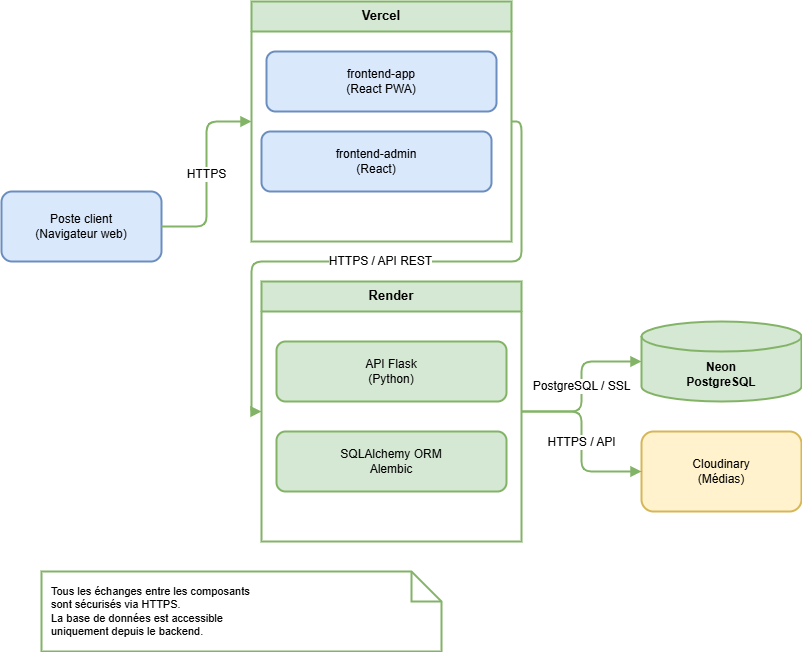 Vercel
frontend-app
(React PWA)
frontend-admin
(React)
HTTPS
Poste client
(Navigateur web)
HTTPS / API REST
Render
API Flask
(Python)
SQLAlchemy ORM
Alembic
PostgreSQL / SSL
HTTPS / API
Neon
PostgreSQL
Cloudinary
(Médias)
Tous les échanges entre les composants
sont sécurisés via HTTPS.
La base de données est accessible
uniquement depuis le backend.